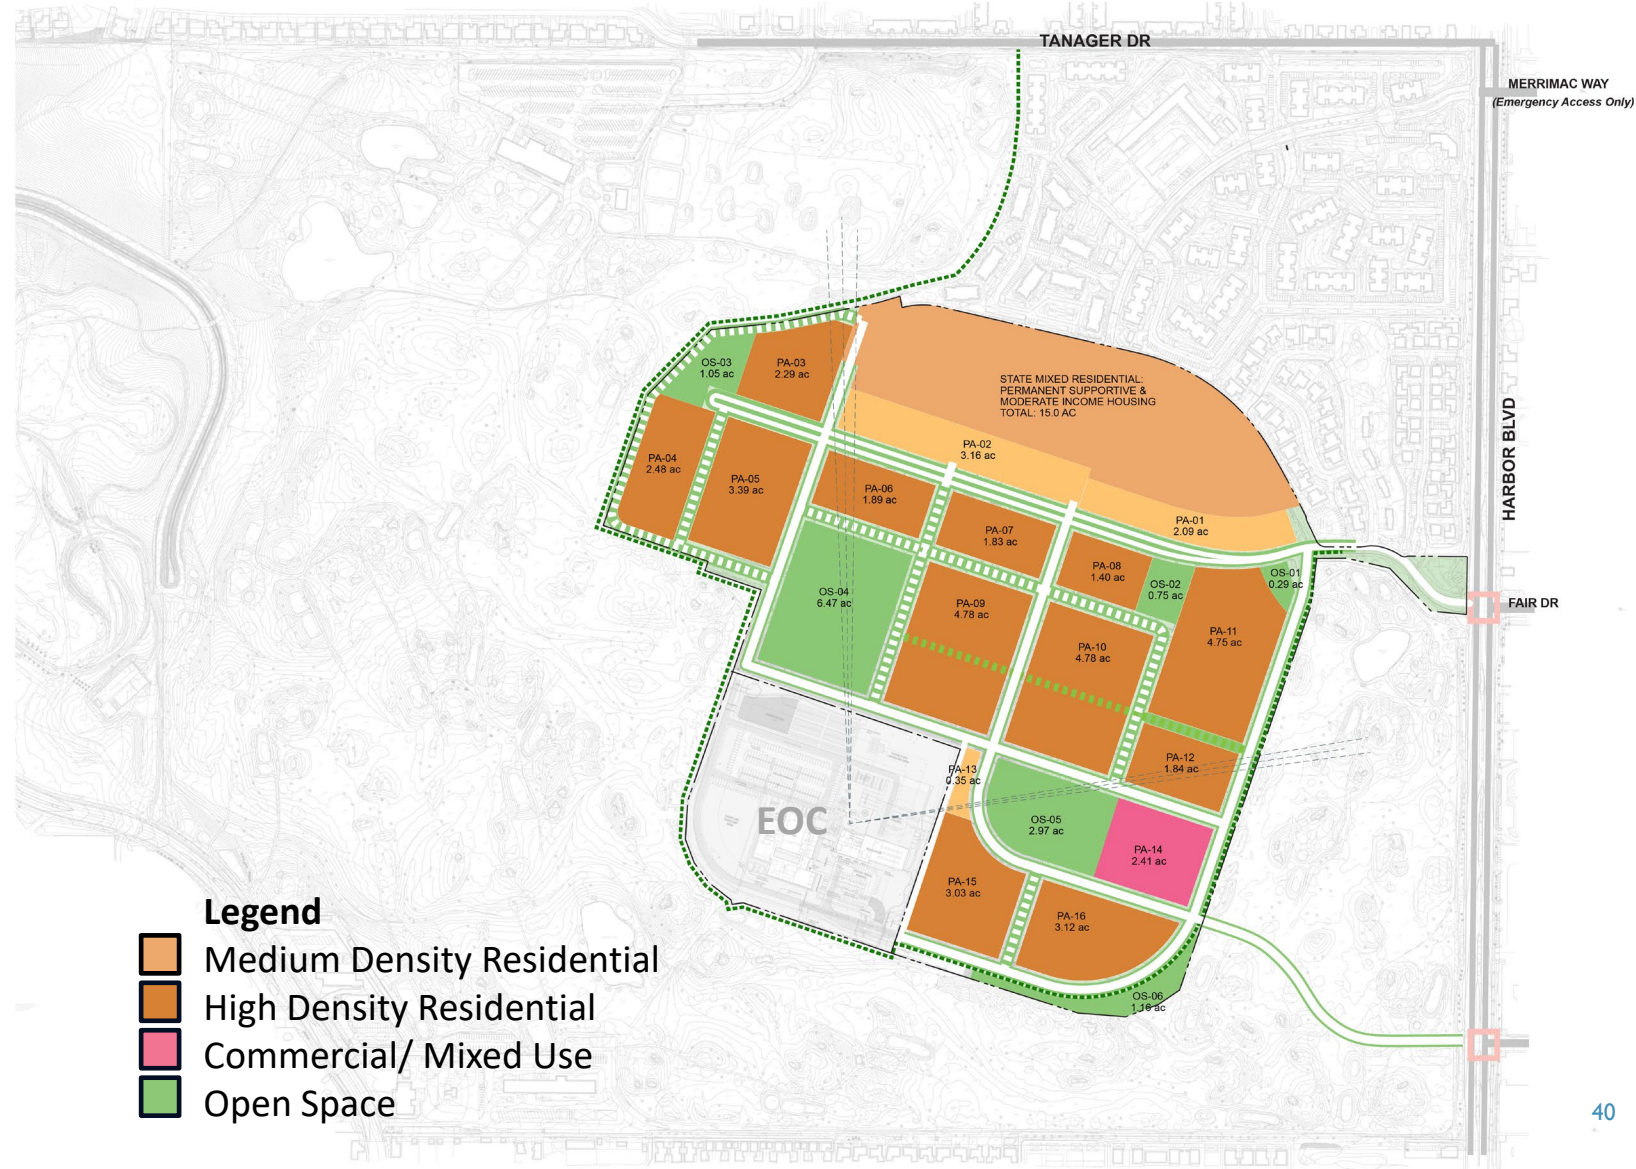 TANAGER DR
MERRIMAC WAY
(Emergency Access Only)
HARBOR BLVD
FAIR DR
STATE MIXED RESIDENTIAL:
PERMANENT SUPPORTIVE &
MODERATE INCOME HOUSING
TOTAL: 15.0 AC
OS-03
1.05 ac
PA-03
2.29 ac
PA-02
3.16 ac
PA-04
2.48 ac
PA-05
3.39 ac
PA-06
1.89 ac
PA-07
1.83 ac
PA-01
2.09 ac
PA-08
1.40 ac
OS-02
0.75 ac
OS-01
0.29 ac
OS-04
6.47 ac
PA-09
4.78 ac
PA-10
4.78 ac
PA-11
4.75 ac
PA-12
1.84 ac
PA-13
0.35 ac
EOC
OS-05
2.97 ac
PA-14
2.41 ac
PA-15
3.03 ac
PA-16
3.12 ac
OS-06
1.16 ac
Legend
Medium Density Residential
High Density Residential
Commercial/ Mixed Use
Open Space
40